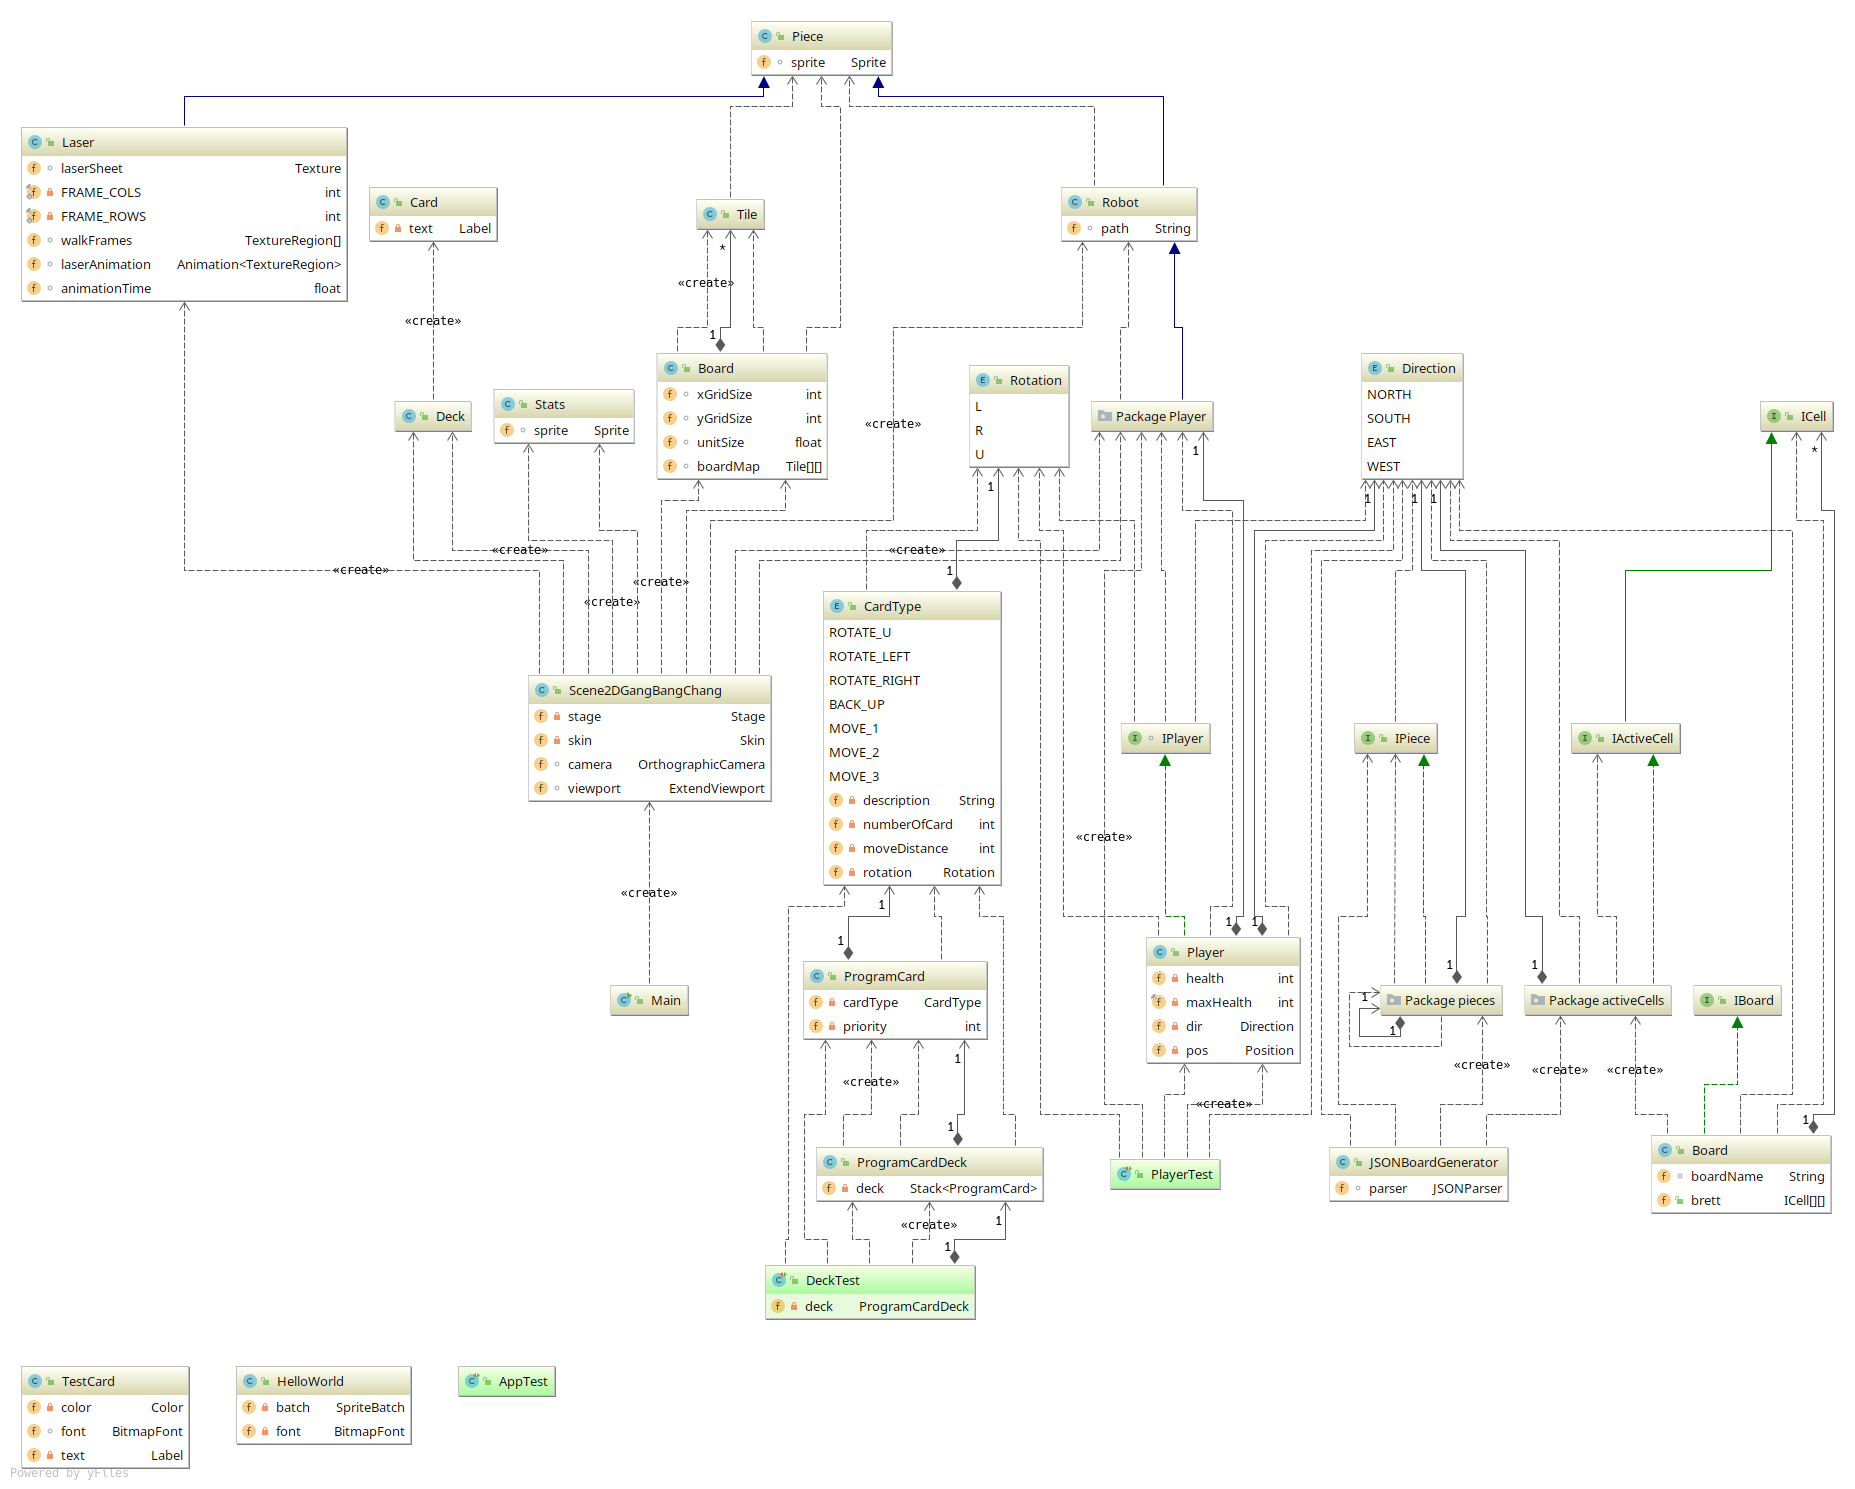 Piece
sprite Sprite
Laser
laserSheet Texture
FRAME_COLS int
FRAME_ROWS int
walkFrames TextureRegion[]
laserAnimation Animation<TextureRegion>
animationTime float
Card
text Label
Tile
Robot
path String
*
«create»
«create»
1
Board
xGridSize int
yGridSize int
unitSize float
boardMap Tile[][]
Rotation
L
R
U
Direction
NORTH
SOUTH
EAST
WEST
Deck
Stats
sprite Sprite
Package Player
ICell
«create»
1
1
*
1
1
1
1
«create»
«create»
«create»
«create»
«create»
CardType
ROTATE_U
ROTATE_LEFT
ROTATE_RIGHT
BACK_UP
MOVE_1
MOVE_2
MOVE_3
description String
numberOfCard int
moveDistance int
rotation Rotation
Scene2DGangBangChang
stage Stage
skin Skin
camera OrthographicCamera
viewport ExtendViewport
IPlayer
IPiece
IActiveCell
«create»
«create»
1
1
1
1
1
1
Player
health int
maxHealth int
dir Direction
pos Position
ProgramCard
cardType CardType
priority int
Main
Package pieces
Package activeCells
IBoard
1
1
1
«create»
«create»
«create»
«create»
«create»
1
1
ProgramCardDeck
deck Stack<ProgramCard>
PlayerTest
JSONBoardGenerator
parser JSONParser
Board
boardName String
brett ICell[][]
«create»
1
1
DeckTest
deck ProgramCardDeck
TestCard
color Color
font BitmapFont
text Label
HelloWorld
batch SpriteBatch
font BitmapFont
AppTest
Powered by yFiles